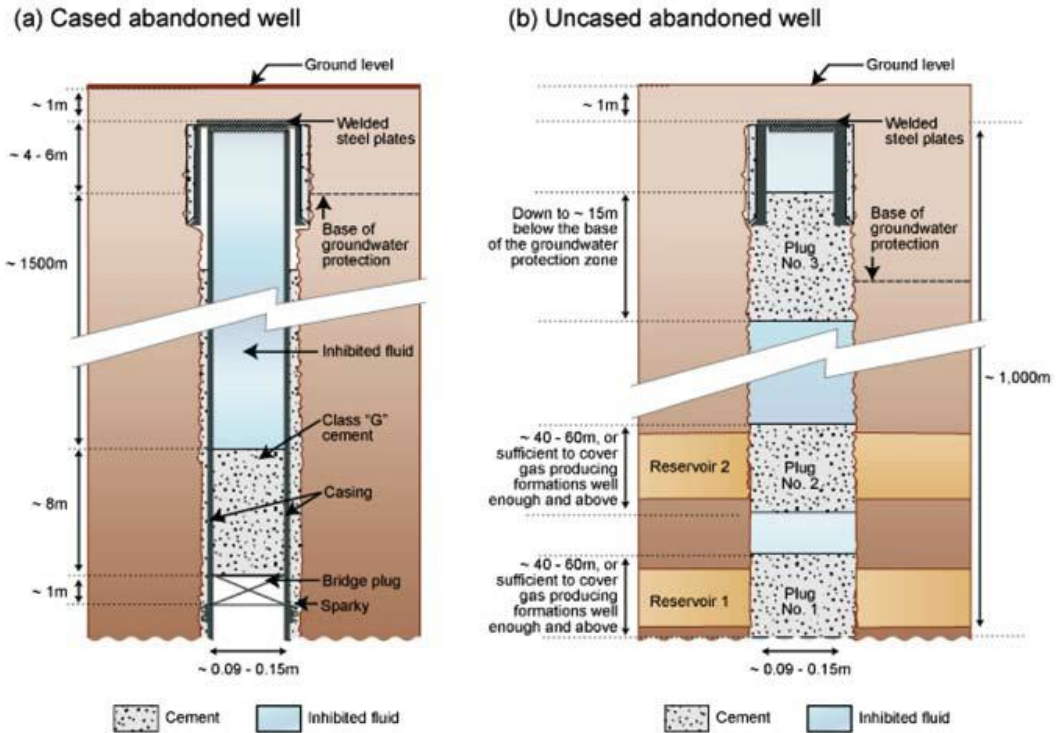 (a) Cased abandoned well
Ground level
~ 1m
Welded
steel plates
~ 4 - 6m
Base of
groundwater
protection
~ 1500m
Inhibited fluid
Class "G"
cement
~ 8m
Casing
Bridge plug
~ 1m
Sparky
~ 0.09 - 0.15m
Cement
Inhibited fluid
(b) Uncased abandoned well
Ground level
~ 1m
Welded
steel plates
Down to ~ 15m
below the base
of the groundwater
protection zone
Plug
No. 3
Base of
groundwater
protection
~ 1,000m
~ 40 - 60m, or
sufficient to cover
gas producing
formations well
enough and above
Reservoir 2
Plug
No. 2
~ 40 - 60m, or
sufficient to cover
gas producing
formations well
enough and above
Reservoir 1
Plug
No. 1
~ 0.09 - 0.15m
Cement
Inhibited fluid